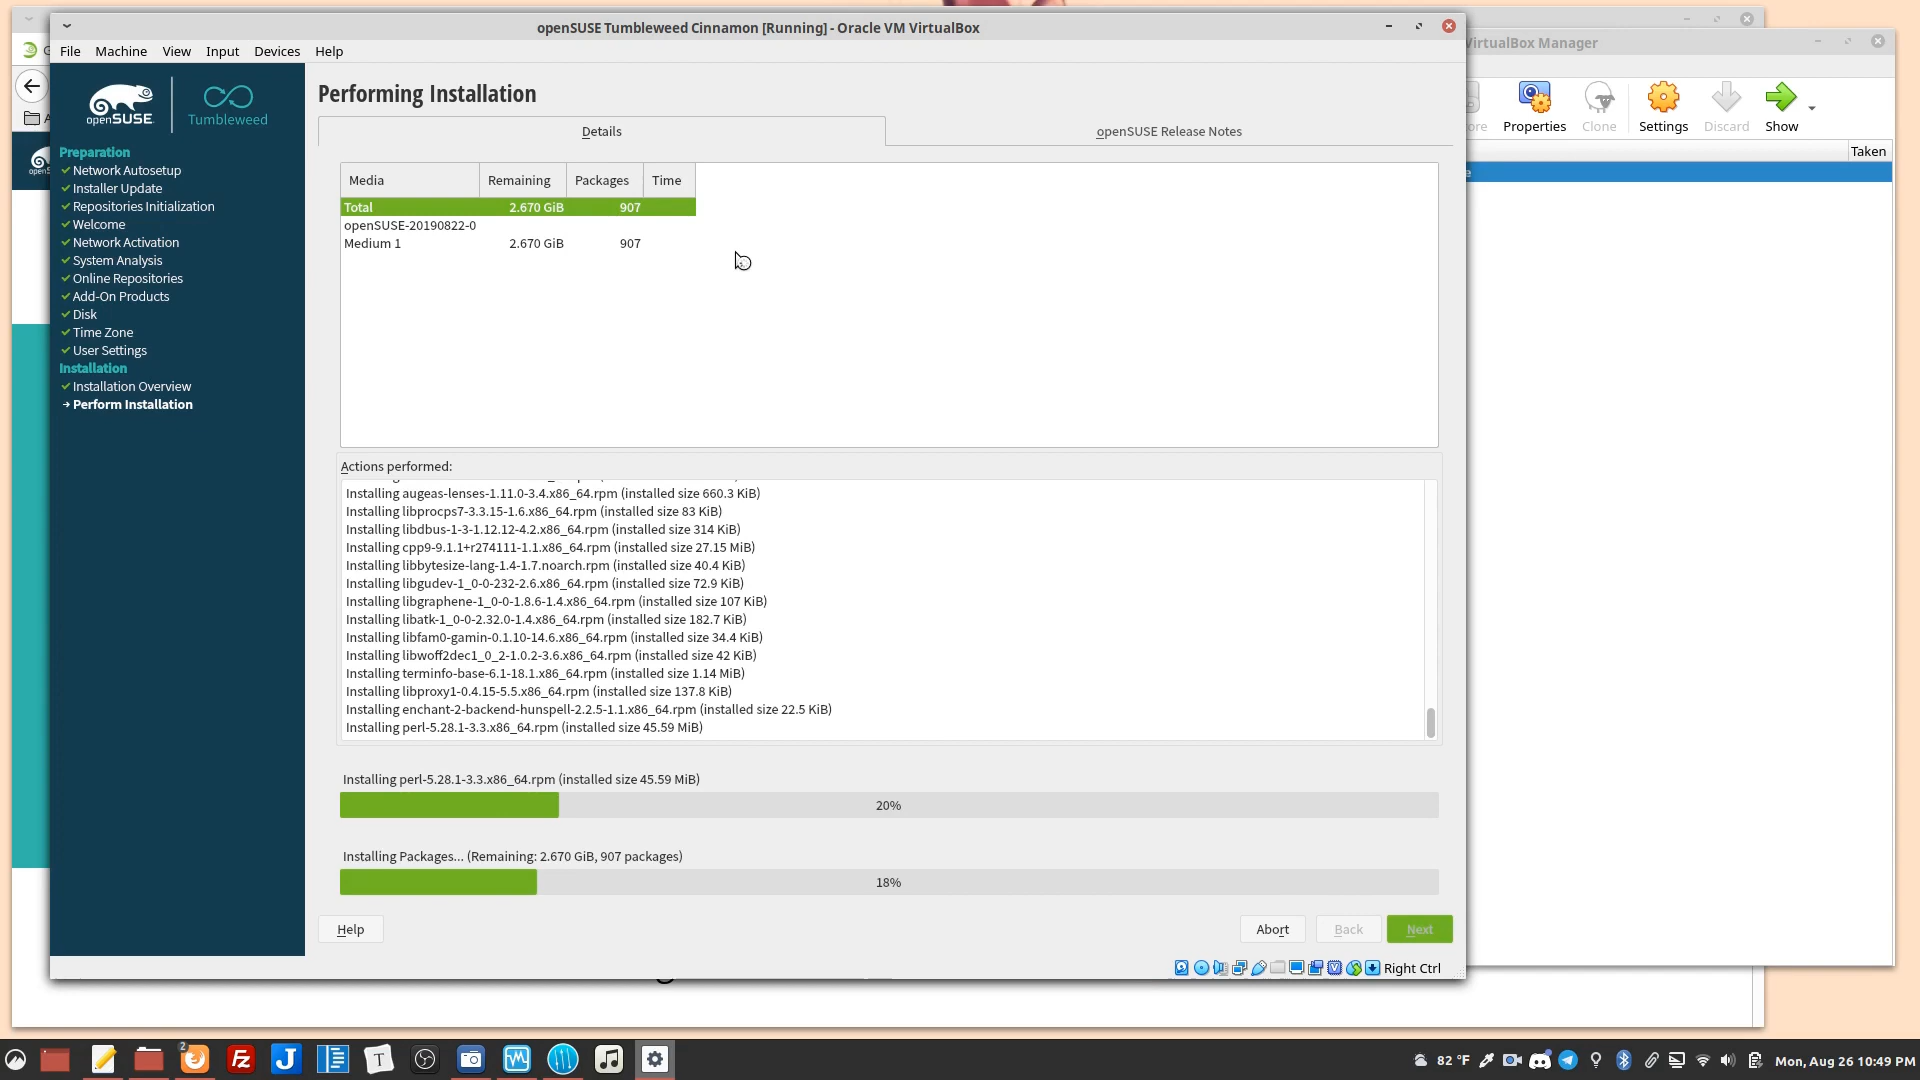 openSUSE Tumbleweed Cinnamon [Running] - Oracle VM VirtualBox
VirtualBox Manager
File Machine View Input Devices Help
Properties Clone Settings Discard Show
Taken
openSUSE Tumbleweed
Preparation
Network Autosetup
Installer Update
Repositories Initialization
Welcome
Network Activation
System Analysis
Online Repositories
Add-On Products
Disk
Time Zone
User Settings
Installation
Installation Overview
Perform Installation
Performing Installation
Details
openSUSE Release Notes
Media Remaining Packages Time
Total 2.670 GiB 907
openSUSE-20190822-0
Medium 1 2.670 GiB 907
Actions performed:
Installing augeas-lenses-1.11.0-3.4.x86_64.rpm (installed size 660.3 KiB)
Installing libprocps7-3.3.15-1.6.x86_64.rpm (installed size 83 KiB)
Installing libdbus-1-3-1.12.12-4.2.x86_64.rpm (installed size 314 KiB)
Installing cpp9-9.1.1+r274111-1.1.x86_64.rpm (installed size 27.15 MiB)
Installing libbytesize-lang-1.4-1.7.noarch.rpm (installed size 40.4 KiB)
Installing libgudev-1_0-0-232-2.6.x86_64.rpm (installed size 72.9 KiB)
Installing libgraphene-1_0-0-1.8.6-1.4.x86_64.rpm (installed size 107 KiB)
Installing libatk-1_0-0-2.32.0-1.4.x86_64.rpm (installed size 182.7 KiB)
Installing libfam0-gamin-0.1.10-14.6.x86_64.rpm (installed size 34.4 KiB)
Installing libwoff2dec1_0_2-1.0.2-3.6.x86_64.rpm (installed size 42 KiB)
Installing terminfo-base-6.1-18.1.x86_64.rpm (installed size 1.14 MiB)
Installing libproxy1-0.4.15-5.5.x86_64.rpm (installed size 137.8 KiB)
Installing enchant-2-backend-hunspell-2.2.5-1.1.x86_64.rpm (installed size 22.5 KiB)
Installing perl-5.28.1-3.3.x86_64.rpm (installed size 45.59 MiB)
Installing perl-5.28.1-3.3.x86_64.rpm (installed size 45.59 MiB)
20%
Installing Packages... (Remaining: 2.670 GiB, 907 packages)
18%
Help Abort Back Next
Right Ctrl
2
FZ J T
82 °F
Mon, Aug 26 10:49 PM